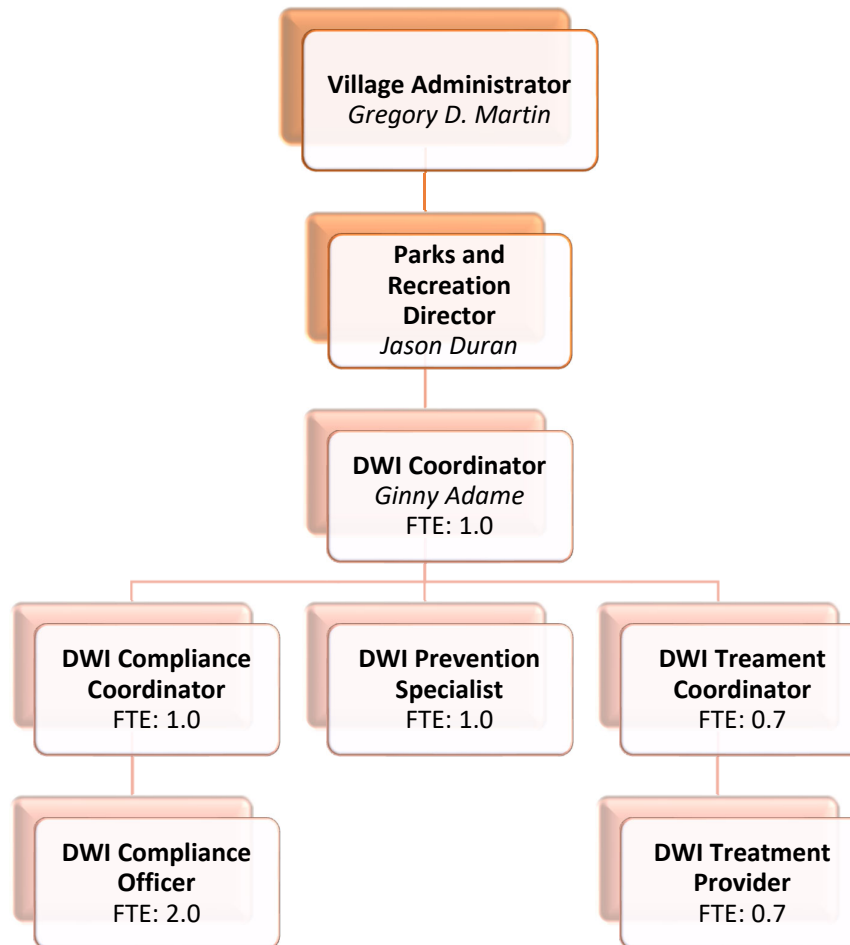 Village Administrator
Gregory D. Martin
Parks and
Recreation
Director
Jason Duran
DWI Coordinator
Ginny Adame
FTE: 1.0
DWI Compliance
Coordinator
FTE: 1.0
DWI Prevention
Specialist
FTE: 1.0
DWI Treament
Coordinator
FTE: 0.7
DWI Compliance
Officer
FTE: 2.0
DWI Treatment
Provider
FTE: 0.7